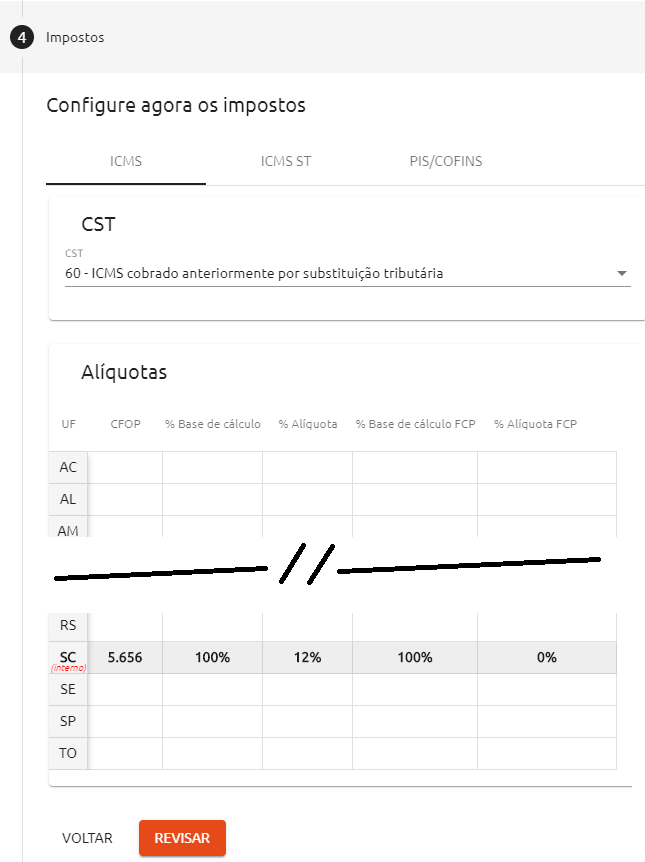 4 Impostos
Configure agora os impostos
ICMS ICMS ST PIS/COFINS
CST
CST
60 - ICMS cobrado anteriormente por substituição tributária
Alíquotas
UF CFOP % Base de cálculo % Alíquota % Base de cálculo FCP % Alíquota FCP
AC
AL
AM
RS
SC 5.656 100% 12% 100% 0%
(interno)
SE
SP
TO
VOLTAR REVISAR